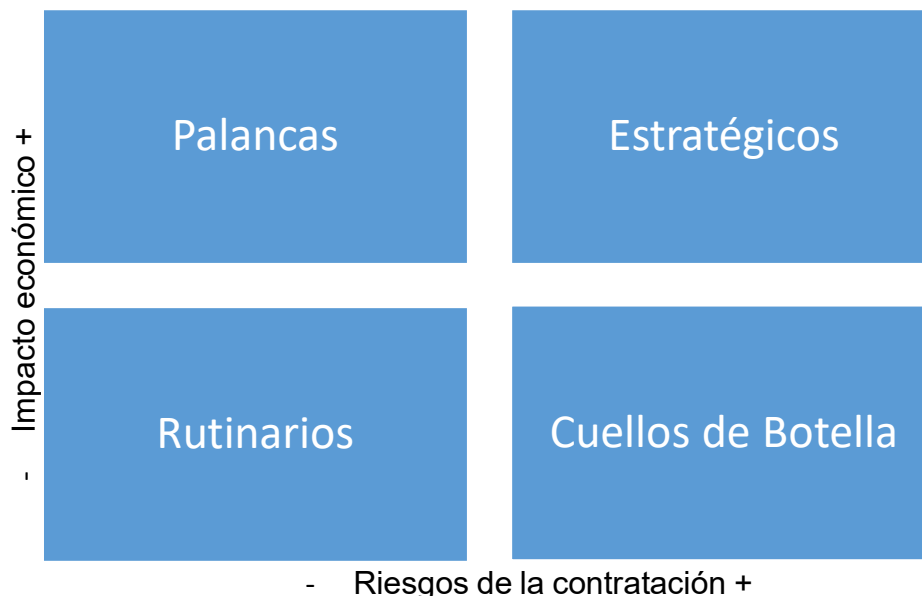 Palancas
Estratégicos
- Impacto económico +
Rutinarios
Cuellos de Botella
- Riesgos de la contratación +